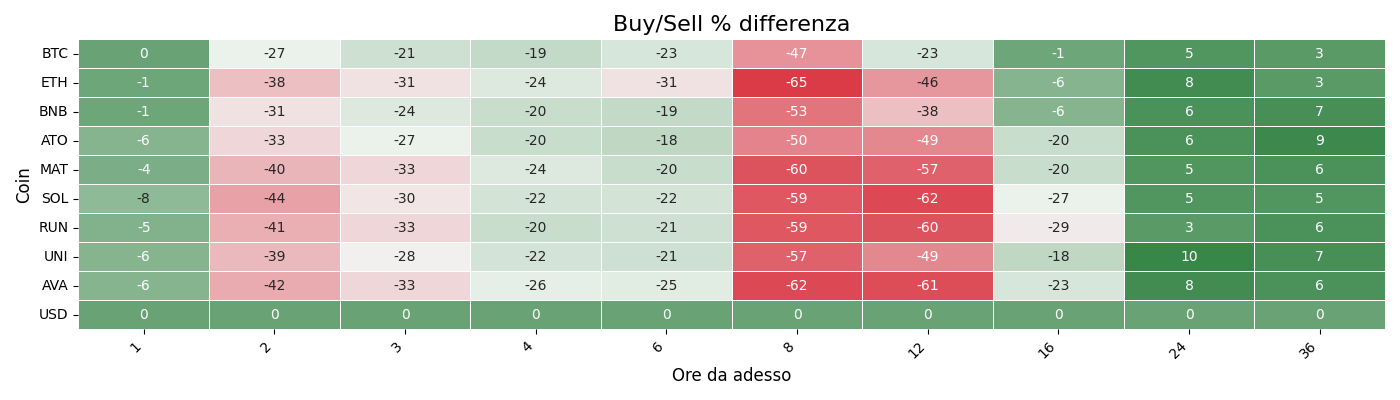 Buy/Sell % differenza
Coin
BTC 0 -27 -21 -19 -23 -47 -23 -1 5 3
ETH -1 -38 -31 -24 -31 -65 -46 -6 8 3
BNB -1 -31 -24 -20 -19 -53 -38 -6 6 7
ATO -6 -33 -27 -20 -18 -50 -49 -20 6 9
MAT -4 -40 -33 -24 -20 -60 -57 -20 5 6
SOL -8 -44 -30 -22 -22 -59 -62 -27 5 5
RUN -5 -41 -33 -20 -21 -59 -60 -29 3 6
UNI -6 -39 -28 -22 -21 -57 -49 -18 10 7
AVA -6 -42 -33 -26 -25 -62 -61 -23 8 6
USD 0 0 0 0 0 0 0 0 0 0
1 2 3 4 6 8 12 16 24 36
Ore da adesso